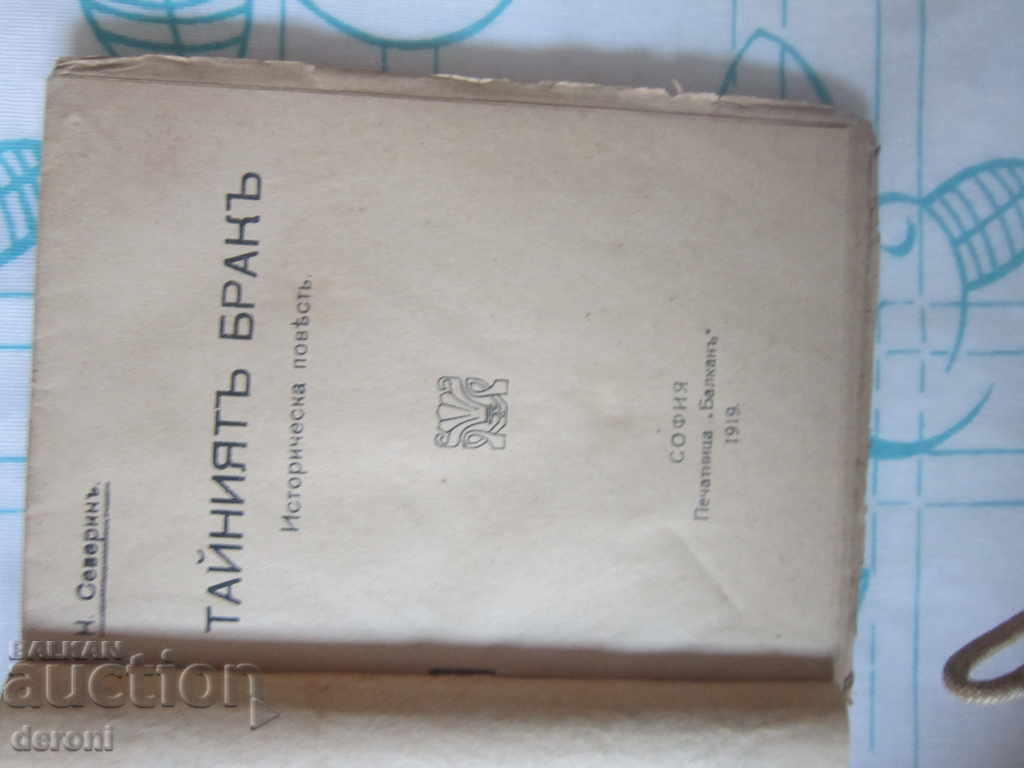 Н. Северинъ.
ТАЙНИЯТЪ БРАКЪ
Историческа повѣсть.
СОФИЯ
Печатница „Балканъ“
1919.
BALKAN
auction
deroni